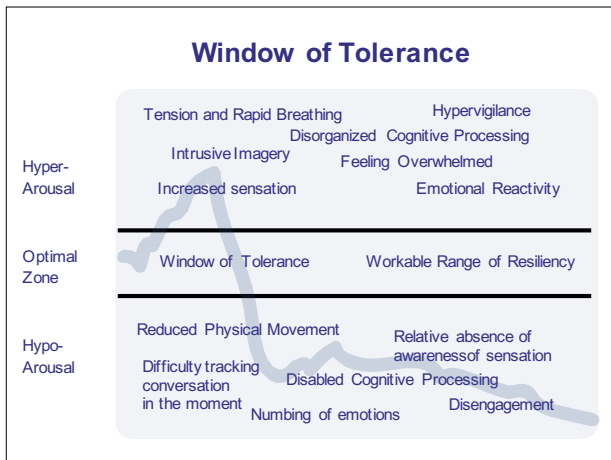 Window of Tolerance
Tension and Rapid Breathing
Hypervigilance
Disorganized Cognitive Processing
Intrusive Imagery
Feeling Overwhelmed
Hyper-
Arousal
Increased sensation
Emotional Reactivity
Optimal
Zone
Window of Tolerance
Workable Range of Resiliency
Hypo-
Arousal
Reduced Physical Movement
Relative absence of
awarenessof sensation
Difficulty tracking
conversation
in the moment
Disabled Cognitive Processing
Numbing of emotions
Disengagement